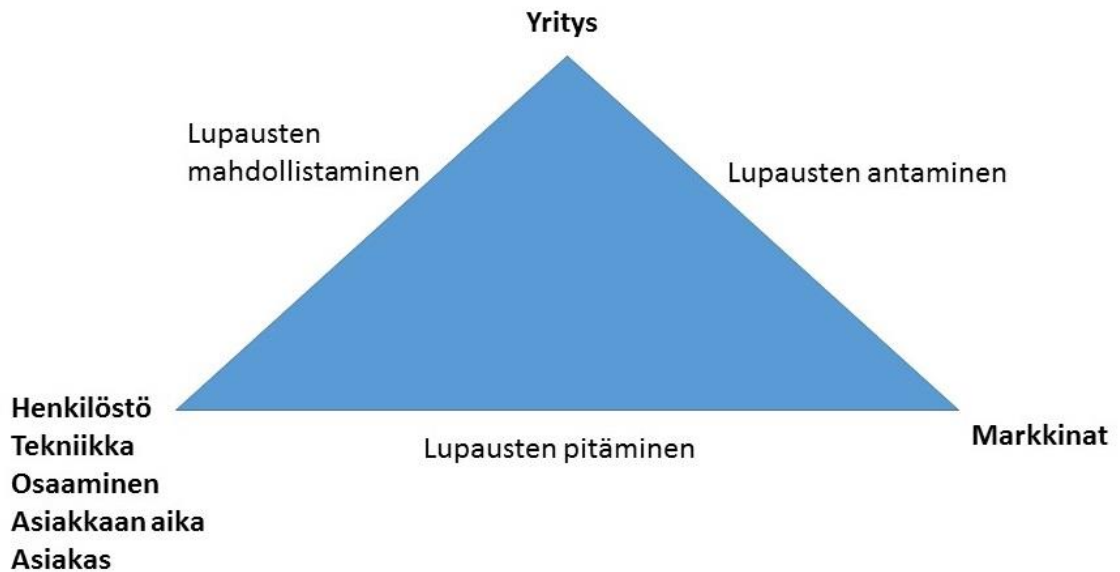 Yritys
Lupausten
mahdollistaminen
Lupausten antaminen
Henkilöstö
Tekniikka
Osaaminen
Asiakkaan aika
Asiakas
Lupausten pitäminen
Markkinat